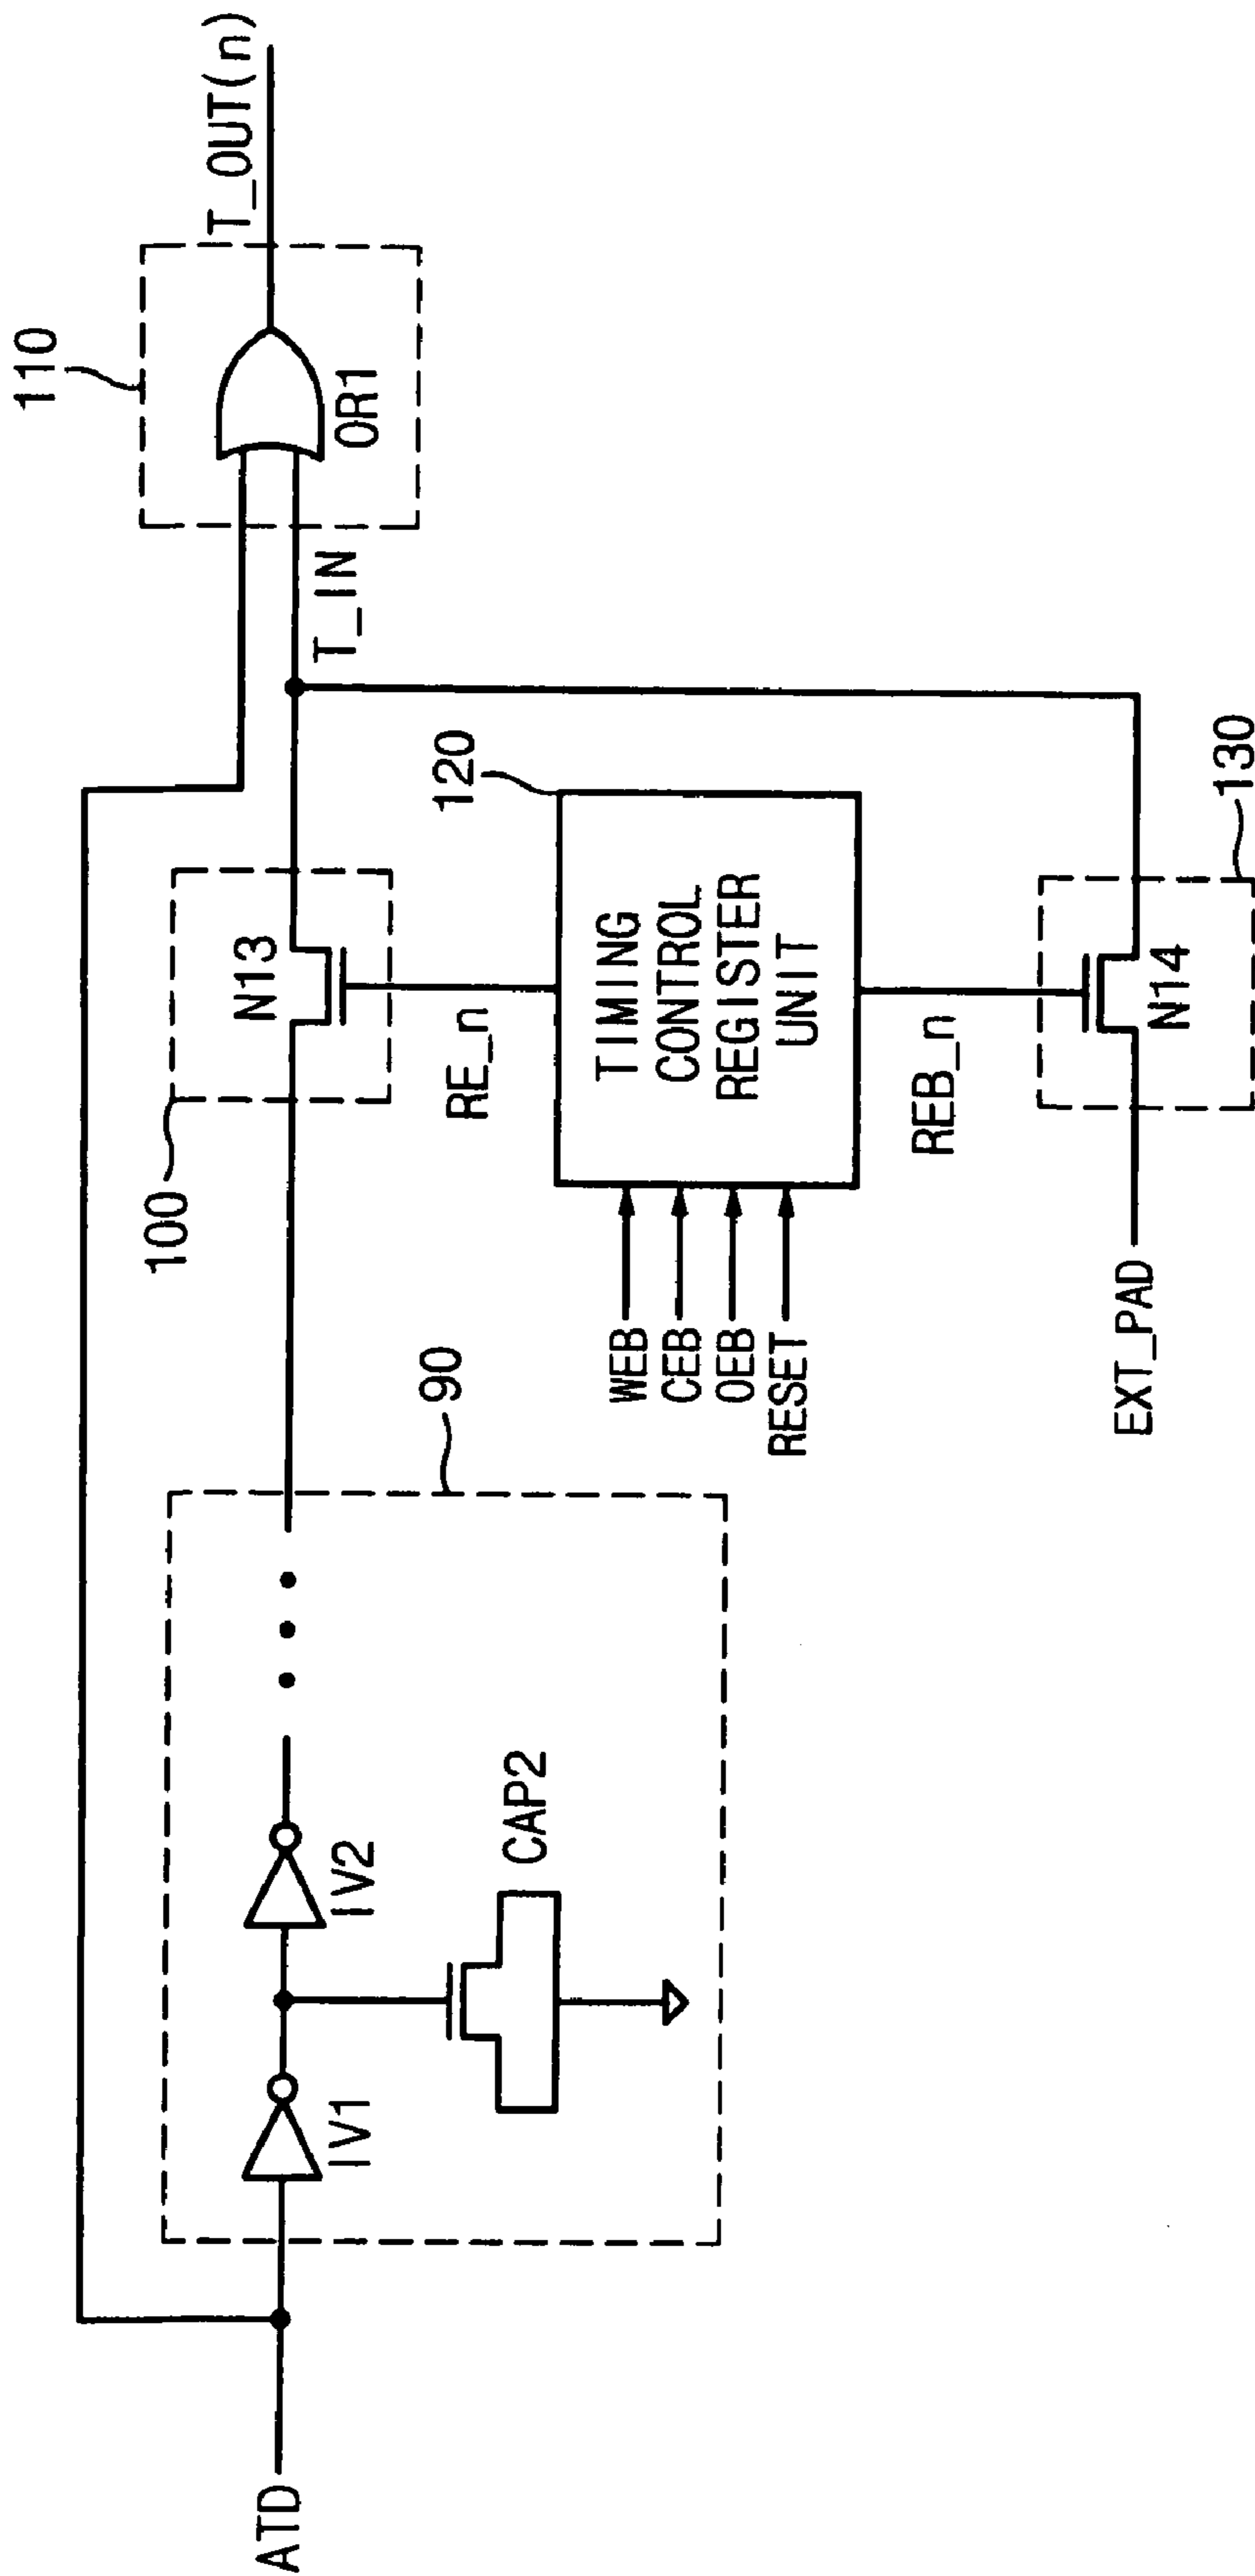 110
T_OUT(n)
OR1
T_IN
100
N13
120
RE_n
TIMING
CONTROL
REGISTER
UNIT
WEB
CEB
OEB
RESET
REB_n
130
N14
EXT_PAD
90
IV1
IV2
CAP2
ATD